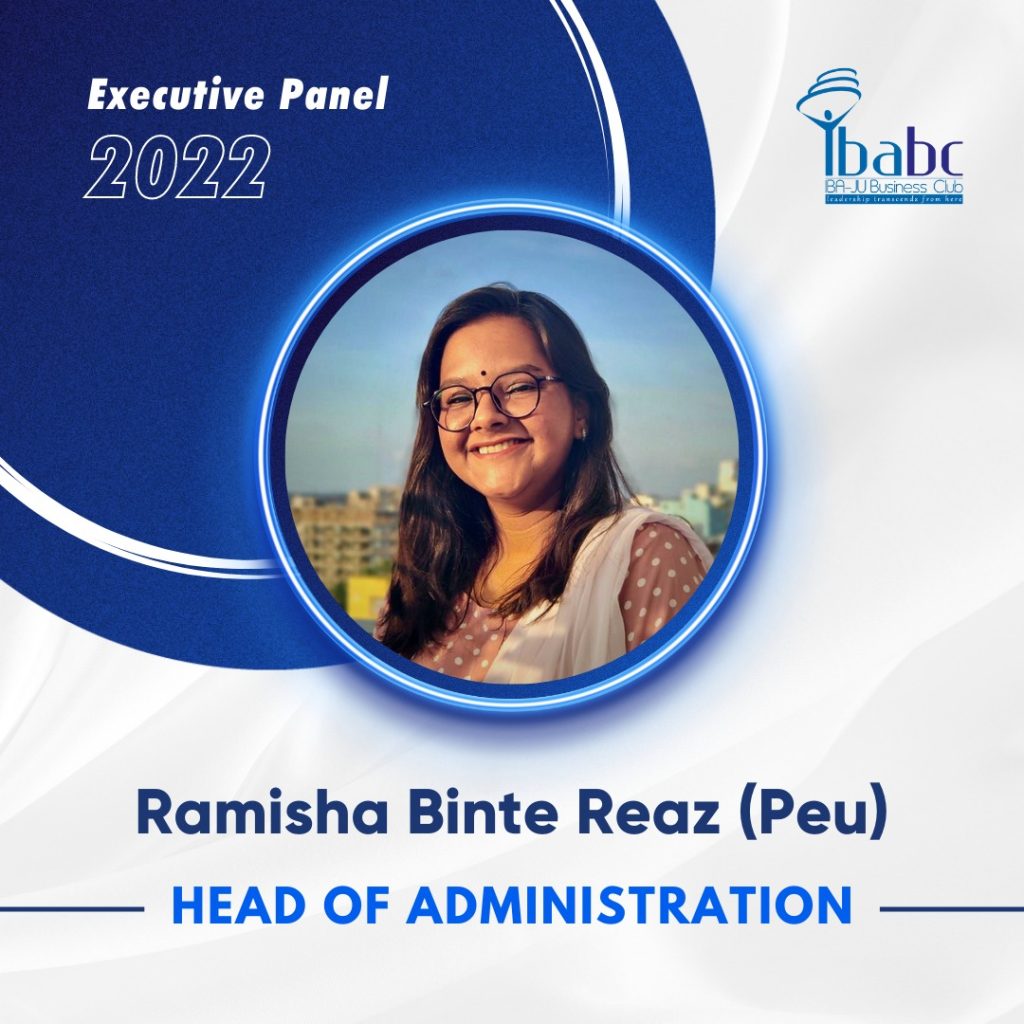 Executive Panel
2022
ibabc
IBA-JU Business Club
leadership transcends from here
Ramisha Binte Reaz (Peu)
HEAD OF ADMINISTRATION